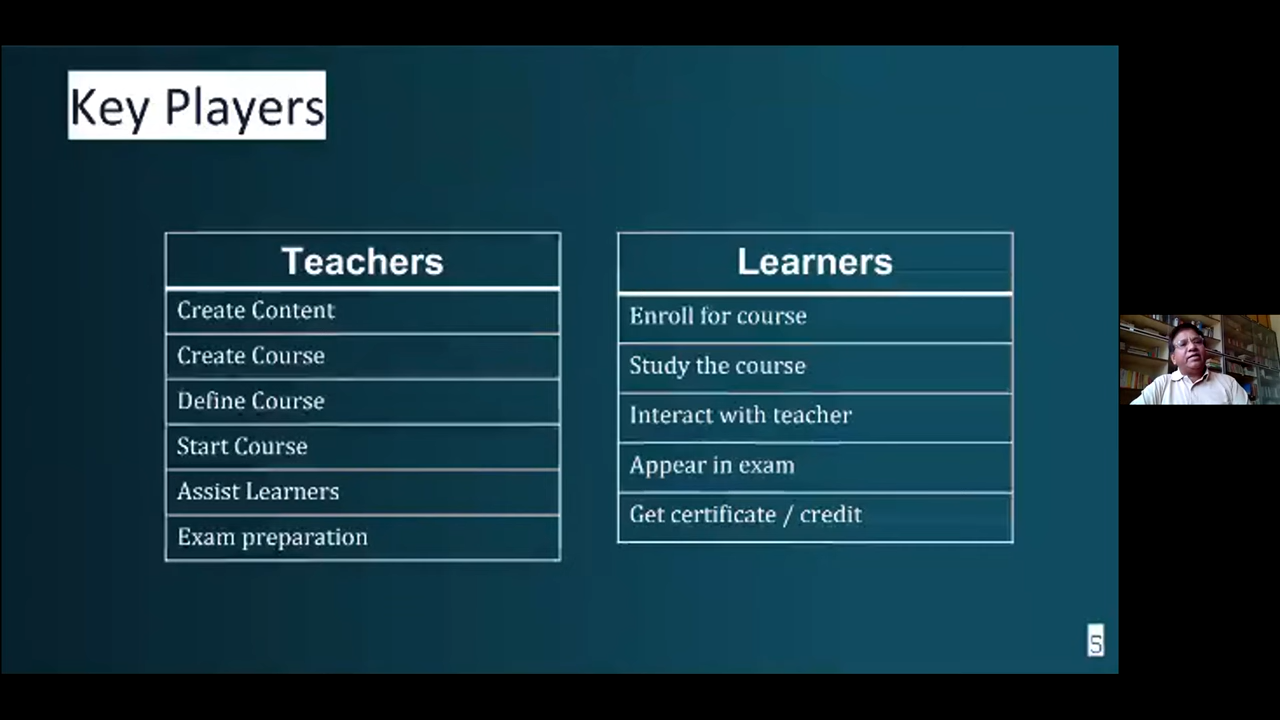 Key Players
Teachers
Create Content
Create Course
Define Course
Start Course
Assist Learners
Exam preparation
Learners
Enroll for course
Study the course
Interact with teacher
Appear in exam
Get certificate / credit
5